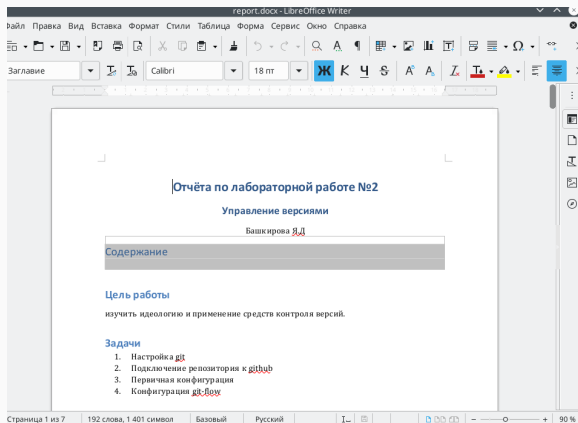 report.docx - LibreOffice Writer
Файл Правка Вид Вставка Формат Стили Таблица Форма Сервис Окно Справка
Заглавие Calibri 18 пт Ж К Ч S A A I
Отчёта по лабораторной работе №2
Управление версиями
Башкирова Я.Д
Содержание
Цель работы
изучить идеологию и применение средств контроля версий.
Задачи
1. Настройка git
2. Подключение репозитория к github
3. Первичная конфигурация
4. Конфигурация git-flow
Страница 1 из 7 192 слова, 1 401 символ Базовый Русский 90 %